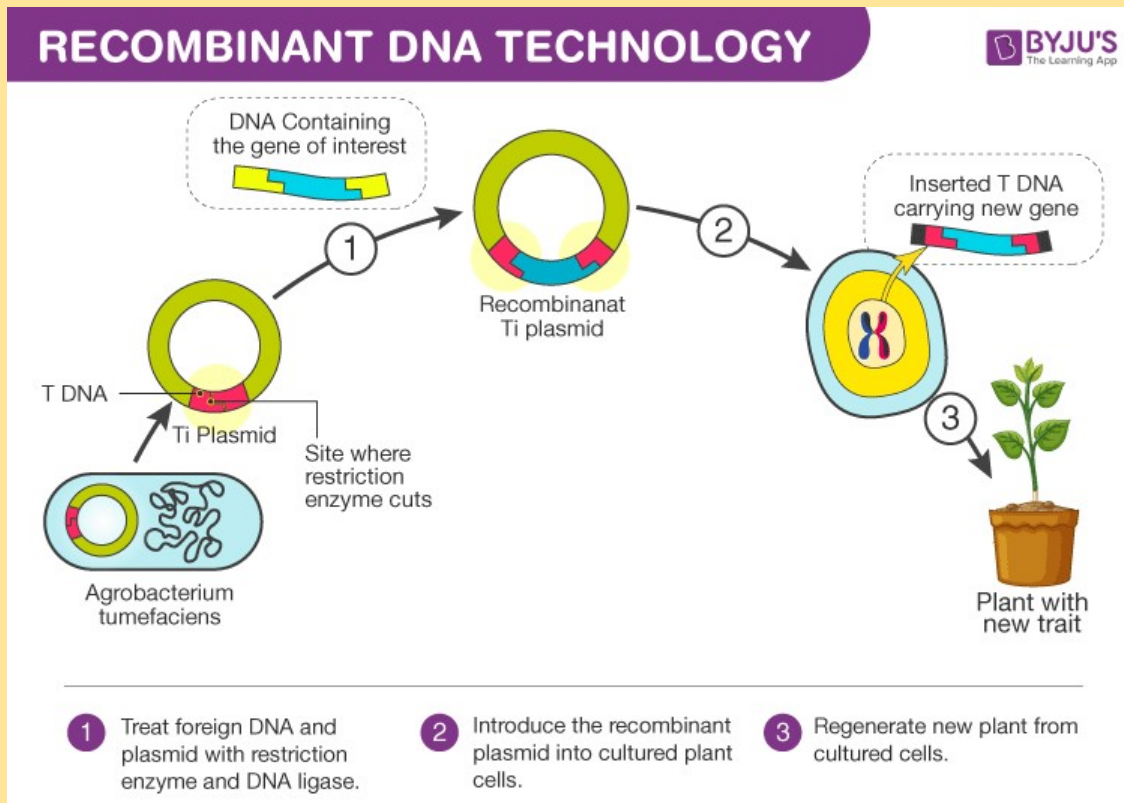 RECOMBINANT DNA TECHNOLOGY
BYJU'S
The Learning App
DNA Containing
the gene of interest
1
Recombinanat
Ti plasmid
2
Inserted T DNA
carrying new gene
T DNA
Ti Plasmid
Site where
restriction
enzyme cuts
Agrobacterium
tumefaciens
3
Plant with
new trait
1
Treat foreign DNA and
plasmid with restriction
enzyme and DNA ligase.
2
Introduce the recombinant
plasmid into cultured plant
cells.
3
Regenerate new plant from
cultured cells.